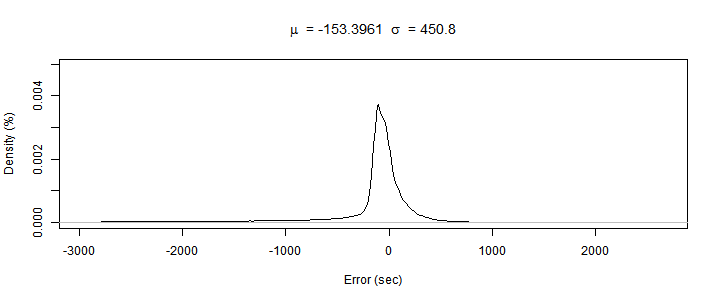 μ = -153.3961 σ = 450.8
Density (%)
0.004
0.002
0.000
-3000 -2000 -1000 0 1000 2000
Error (sec)